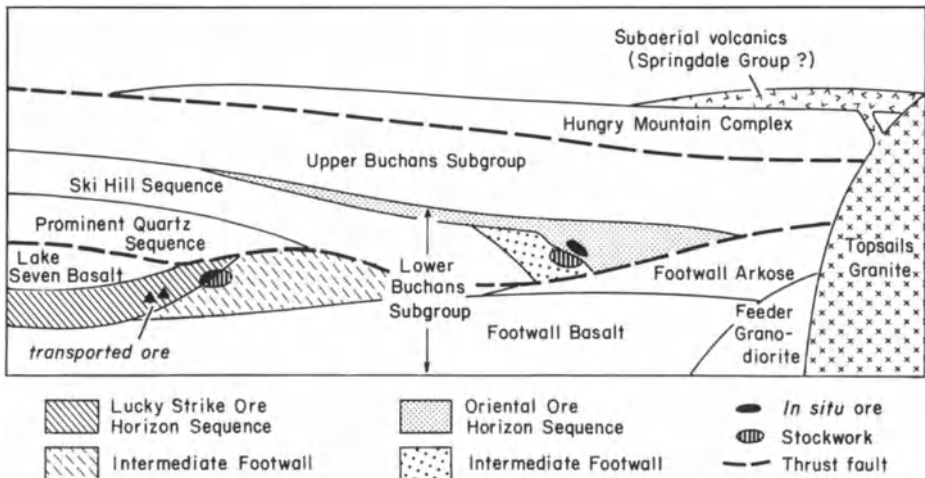 Subaerial volcanics
(Springdale Group ?)
Hungry Mountain Complex
Upper Buchans Subgroup
Ski Hill Sequence
Prominent Quartz
Sequence
Lake
Seven Basalt
Lower
Buchans
Subgroup
Footwall Arkose
Topsails
Granite
Footwall Basalt
Feeder
Grano-
diorite
transported ore
Lucky Strike Ore
Horizon Sequence
Intermediate Footwall
Oriental Ore
Horizon Sequence
Intermediate Footwall
In situ ore
Stockwork
Thrust fault